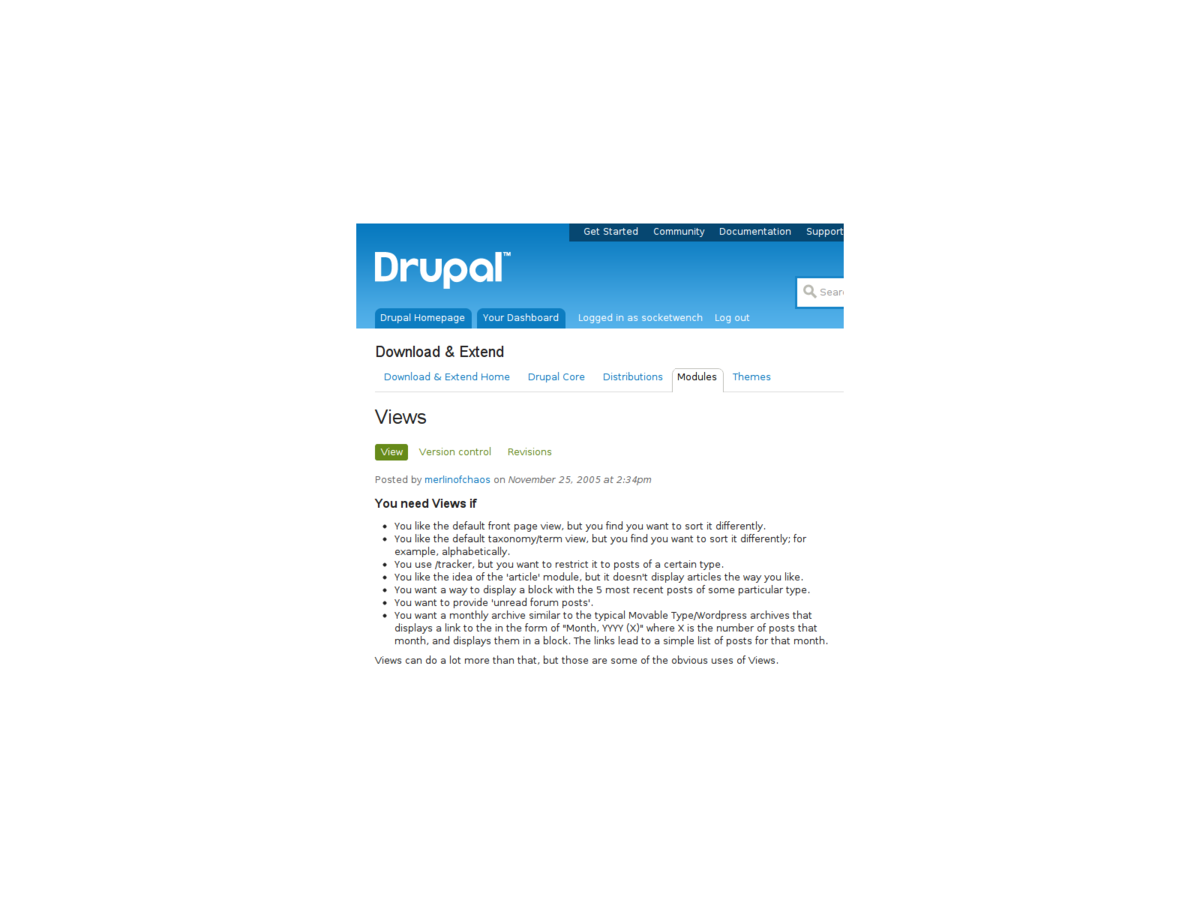 Get Started Community Documentation Support
Drupal™
Sear
Drupal Homepage Your Dashboard Logged in as socketwench Log out
Download & Extend
Download & Extend Home Drupal Core Distributions Modules Themes
Views
View Version control Revisions
Posted by merlinofchaos on November 25, 2005 at 2:34pm
You need Views if
• You like the default front page view, but you find you want to sort it differently.
• You like the default taxonomy/term view, but you find you want to sort it differently; for
example, alphabetically.
• You use /tracker, but you want to restrict it to posts of a certain type.
• You like the idea of the 'article' module, but it doesn't display articles the way you like.
• You want a way to display a block with the 5 most recent posts of some particular type.
• You want to provide 'unread forum posts'.
• You want a monthly archive similar to the typical Movable Type/Wordpress archives that
displays a link to the in the form of "Month, YYYY (X)" where X is the number of posts that
month, and displays them in a block. The links lead to a simple list of posts for that month.
Views can do a lot more than that, but those are some of the obvious uses of Views.